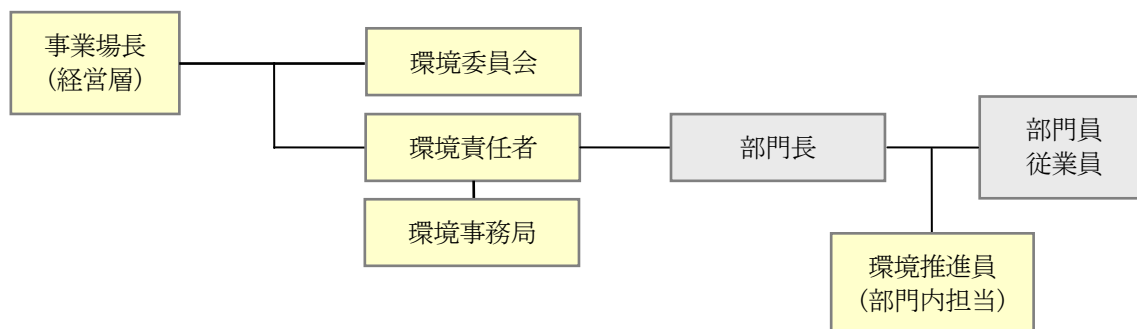 事業場長
（経営層）
環境委員会
環境責任者
環境事務局
部門長
部門員
従業員
環境推進員
（部門内担当）